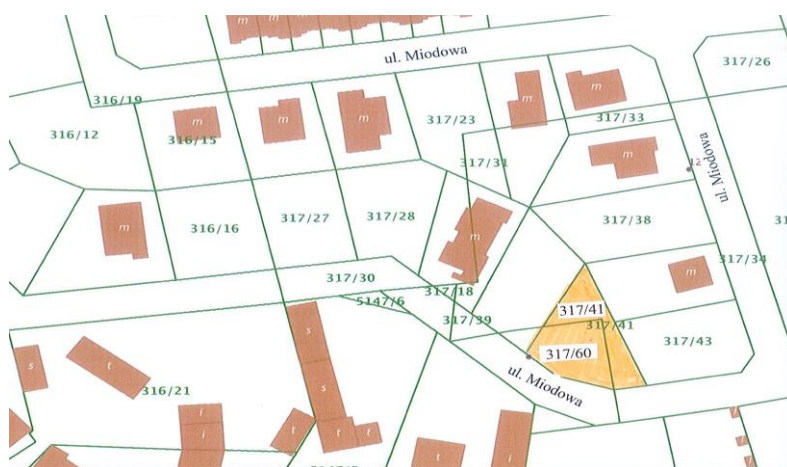 m
m
m
m
m
ul. Miodowa
317/26
316/19
m
m
317/23
317/33
316/12
m
316/15
m
m
317/31
m
12
ul. Miodowa
m
316/16
317/27
317/28
m
317/38
317/34
317/30
317/18
m
5147/6
317/41
317/41
317/39
317/43
s
317/60
s
t
s
ul. Miodowa
316/21
i
i
t
t
t
t
i